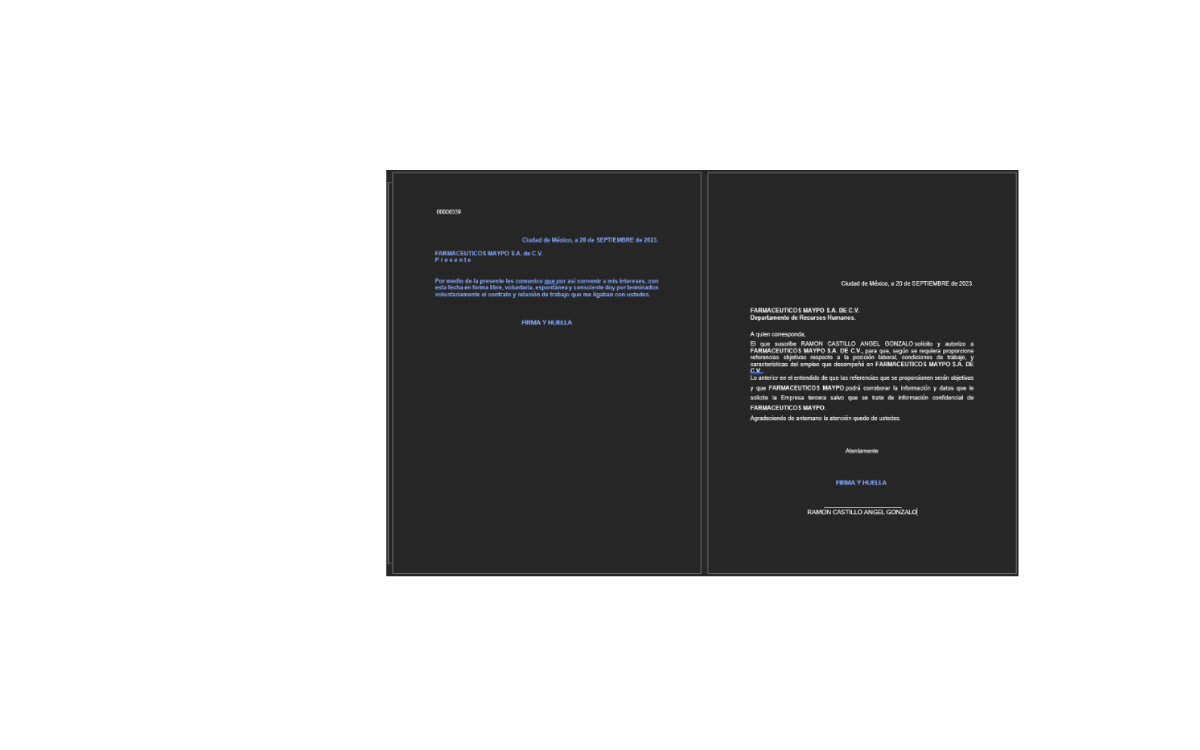 00006559
Ciudad de México, a 20 de SEPTIEMBRE de 2023.
FARMACEUTICOS MAYPO S.A. de C.V.
P r e s e n t e
Por medio de la presente les comunico que por así convenir a mis intereses, con
esta fecha en forma libre, voluntaria, espontánea y consciente doy por terminados
voluntariamente el contrato y relación de trabajo que me ligaban con ustedes.
FIRMA Y HUELLA
Ciudad de México, a 20 de SEPTIEMBRE de 2023.
FARMACEUTICOS MAYPO S.A. DE C.V.
Departamento de Recursos Humanos.
A quien corresponda,
El que suscribe RAMON CASTILLO ANGEL GONZALO solicito y autorizo a
FARMACEUTICOS MAYPO S.A. DE C.V., para que, según se requiera proporcione
referencias objetivas respecto a la posición laboral, condiciones de trabajo, y
características del empleo que desempeñé en FARMACEUTICOS MAYPO S.A. DE
C.V.
Lo anterior en el entendido de que las referencias que se proporcionen serán objetivas
y que FARMACEUTICOS MAYPO podrá corroborar la información y datos que le
solicite la Empresa tercera salvo que se trate de información confidencial de
FARMACEUTICOS MAYPO.
Agradeciendo de antemano la atención quedo de ustedes.
Atentamente
FIRMA Y HUELLA
RAMON CASTILLO ANGEL GONZALO